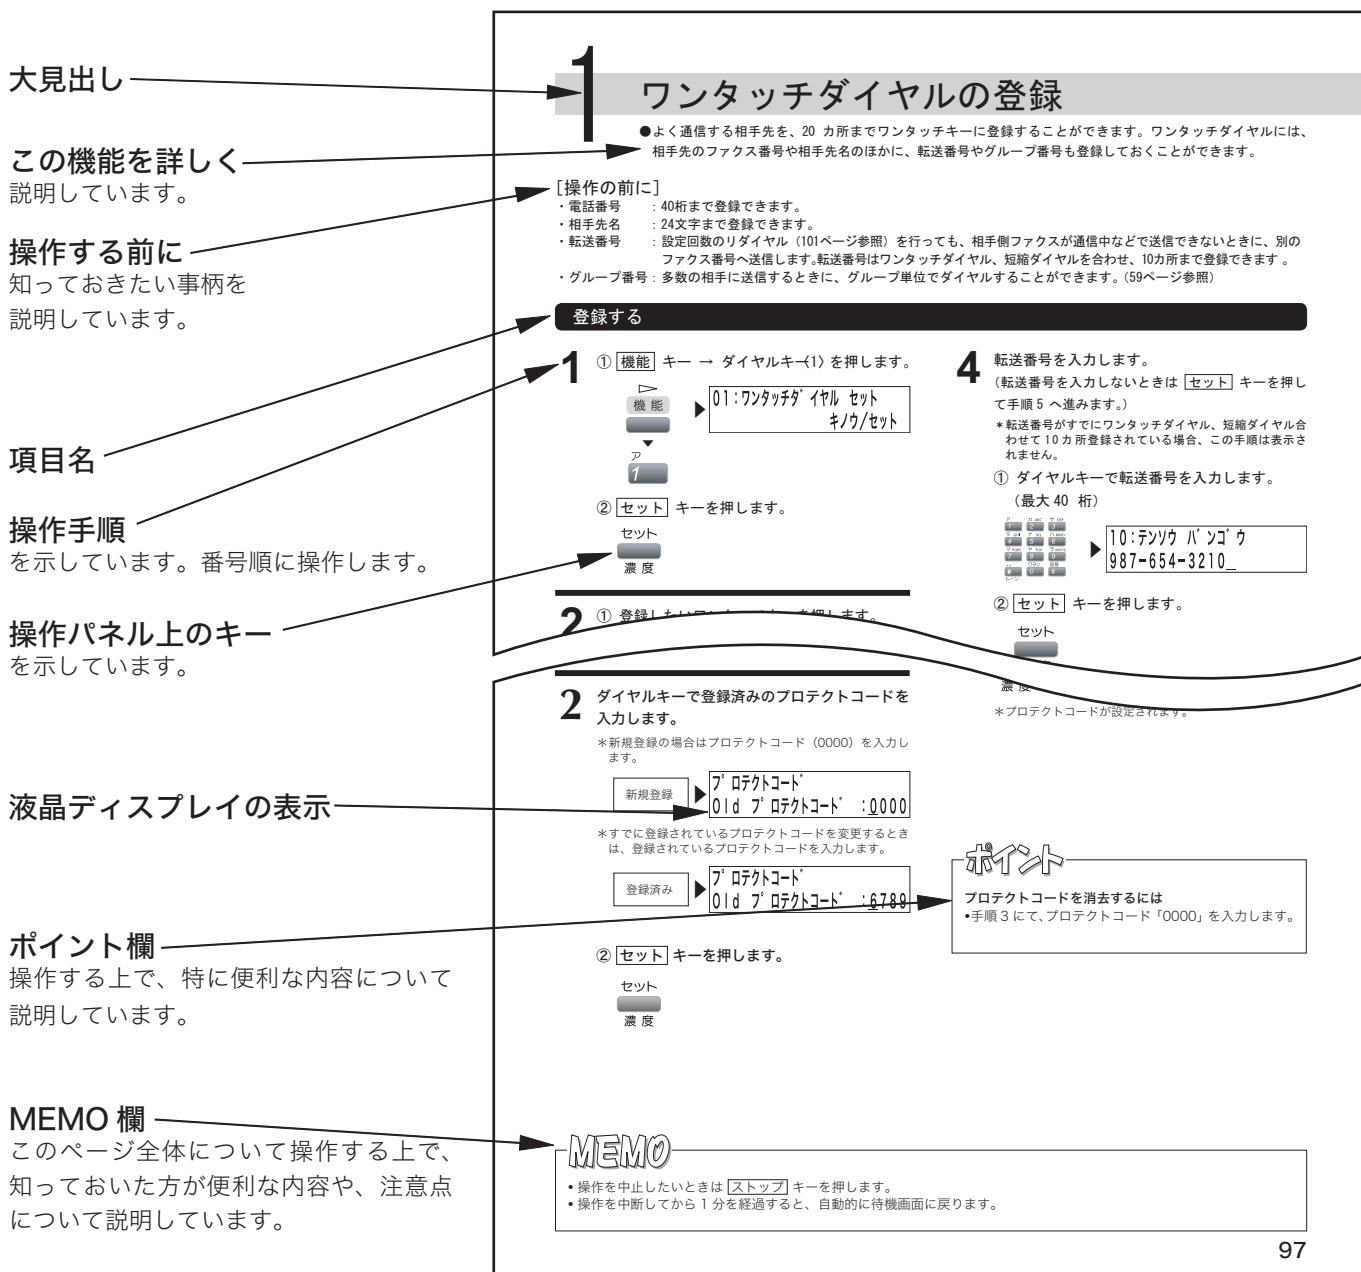 大見出し
この機能を詳しく
説明しています。
操作する前に
知っておきたい事柄を
説明しています。
項目名
操作手順
を示しています。番号順に操作します。
操作パネル上のキー
を示しています。
液晶ディスプレイの表示
ポイント欄
操作する上で、特に便利な内容について
説明しています。
MEMO 欄
このページ全体について操作する上で、
知っておいた方が便利な内容や、注意点
について説明しています。
1
ワンタッチダイヤルの登録
●よく通信する相手先を、20 カ所までワンタッチキーに登録することができます。ワンタッチダイヤルには、
相手先のファクス番号や相手先名のほかに、転送番号やグループ番号も登録しておくことができます。
[操作の前に]
・電話番号 : 40桁まで登録できます。
・相手先名 : 24文字まで登録できます。
・転送番号 : 設定回数のリダイヤル（101ページ参照）を行っても、相手側ファクスが通信中などで送信できないときに、別の
ファクス番号へ送信します。転送番号はワンタッチダイヤル、短縮ダイヤルを合わせ、10カ所まで登録できます 。
・グループ番号 : 多数の相手に送信するときに、グループ単位でダイヤルすることができます。(59ページ参照)
登録する
1 ① 機能 キー → ダイヤルキー〈1〉を押します。
機 能
01:ワンタッチダイヤル セット
キノウ/セット
ア
1
② セット キーを押します。
セット
濃 度
2 ① 登録したいワンタッチキーを押します。
4 転送番号を入力します。
（転送番号を入力しないときは セット キーを押し
て手順 5 へ進みます。）
＊転送番号がすでにワンタッチダイヤル、短縮ダイヤル合
わせて 10 カ 所登録されている場合、この手順は表示さ
れません。
① ダイヤルキーで転送番号を入力します。
（最大 40 桁）
10:テンソウ バンゴウ
987-654-3210_
② セット キーを押します。
セット
濃 度
＊プロテクトコードが設定されます。
2 ダイヤルキーで登録済みのプロテクトコードを
入力します。
＊新規登録の場合はプロテクトコード（0000）を入力し
ます。
新規登録
プロテクトコード
Old プロテクトコード :0000
＊すでに登録されているプロテクトコードを変更するとき
は、登録されているプロテクトコードを入力します。
登録済み
プロテクトコード
Old プロテクトコード :6789
② セット キーを押します。
セット
濃 度
ポイント
プロテクトコードを消去するには
•手順 3 にて、プロテクトコード「0000」を入力します。
MEMO
• 操作を中止したいときは ストップ キーを押します。
• 操作を中断してから 1 分を経過すると、自動的に待機画面に戻ります。
97